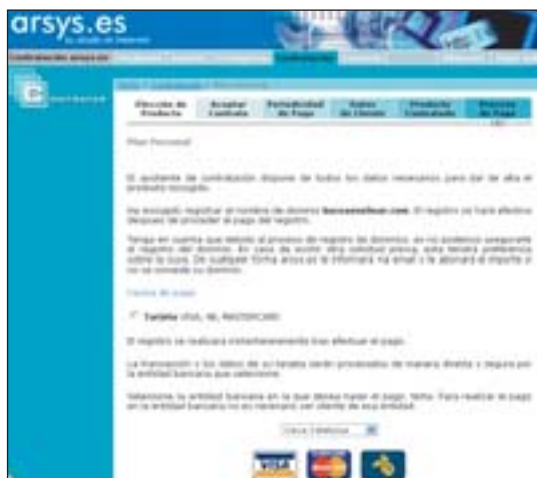 arsys.es
Contratación
Elección de Producto
Aceptar Contrato
Periodicidad de Pago
Datos de Cliente
Producto Contratado
Proceso de Pago
Plan Personal
El asistente de contratación dispone de todos los datos necesarios para dar de alta el
producto escogido.
Ha escogido registrar el nombre de dominio El registro se hará efectivo
después de proceder al pago del registro.
Tenga en cuenta que debido al proceso de registro de dominios, no podemos asegurarle
el registro del dominio. En caso de existir otra solicitud previa, ésta tendrá preferencia
sobre la suya. De cualquier forma arsys.es le informará vía email y le abonará el importe si
no se concede su dominio.
Forma de pago
Tarjeta VISA, MASTERCARD
El registro se realizará instantáneamente tras efectuar el pago.
La transacción y los datos de su tarjeta serán procesados de manera directa y segura por
la entidad bancaria que seleccione.
Seleccione la entidad bancaria en la que desea hacer el pago. Nota: Para realizar el pago
en la entidad bancaria no es necesario ser cliente de esa entidad.
VISA
MasterCard